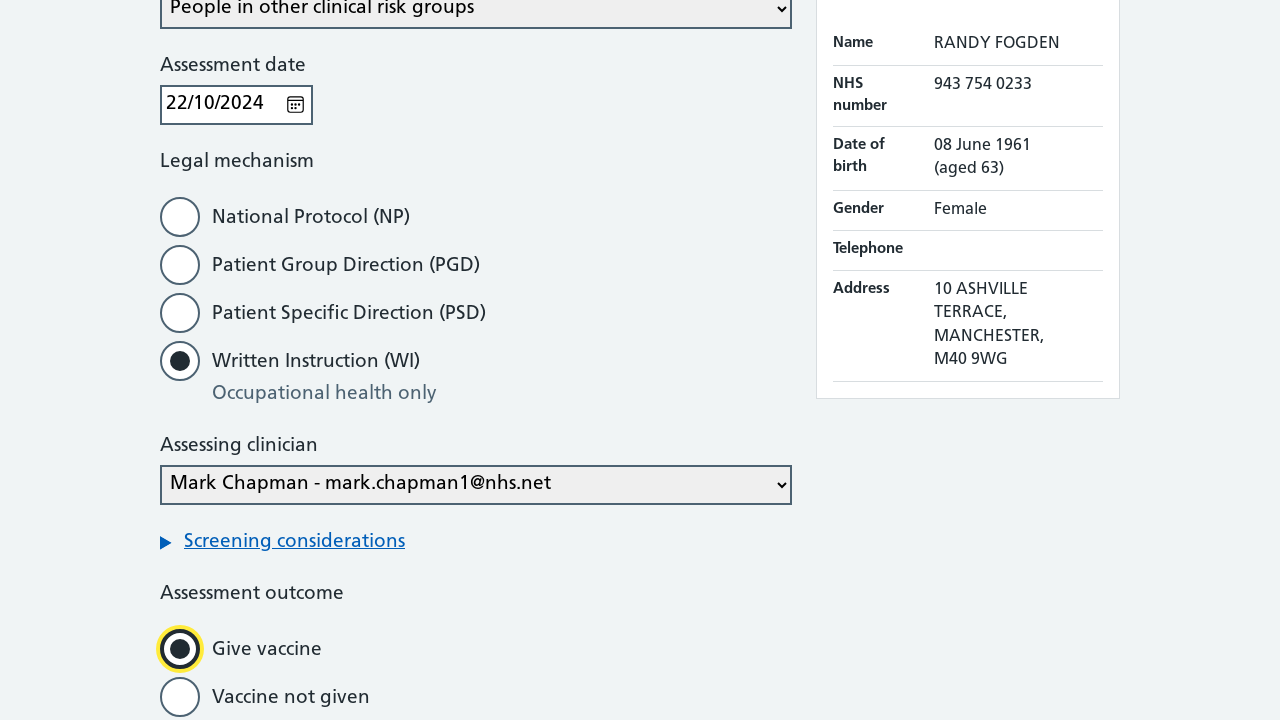 People in other clinical risk groups
Assessment date
22/10/2024
Legal mechanism
National Protocol (NP)
Patient Group Direction (PGD)
Patient Specific Direction (PSD)
Written Instruction (WI)
Occupational health only
Assessing clinician
Mark Chapman - mark.chapman1@nhs.net
Screening considerations
Assessment outcome
Give vaccine
Vaccine not given
Name RANDY FOGDEN
NHS number 943 754 0233
Date of birth 08 June 1961 (aged 63)
Gender Female
Telephone
Address 10 ASHVILLE
TERRACE,
MANCHESTER,
M40 9WG